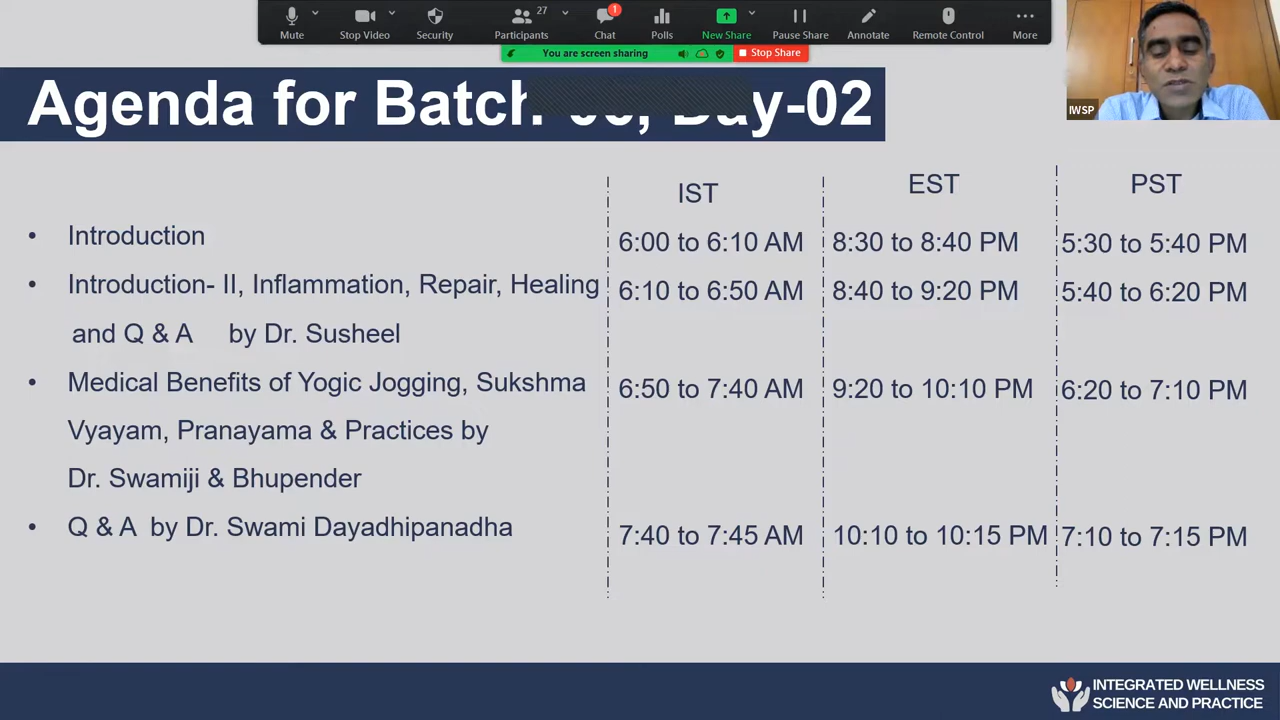 Mute
Stop Video
Security
27
Participants
1
Chat
Polls
New Share
Pause Share
Annotate
Remote Control
More
You are screen sharing
Stop Share
IWSP
Agenda for Batch Day-02
IST
EST
PST
• Introduction
6:00 to 6:10 AM
8:30 to 8:40 PM
5:30 to 5:40 PM
• Introduction- II, Inflammation, Repair, Healing
6:10 to 6:50 AM
8:40 to 9:20 PM
5:40 to 6:20 PM
and Q & A by Dr. Susheel
• Medical Benefits of Yogic Jogging, Sukshma
6:50 to 7:40 AM
9:20 to 10:10 PM
6:20 to 7:10 PM
Vyayam, Pranayama & Practices by
Dr. Swamiji & Bhupender
• Q & A by Dr. Swami Dayadhipanadha
7:40 to 7:45 AM
10:10 to 10:15 PM
7:10 to 7:15 PM
INTEGRATED WELLNESS
SCIENCE AND PRACTICE